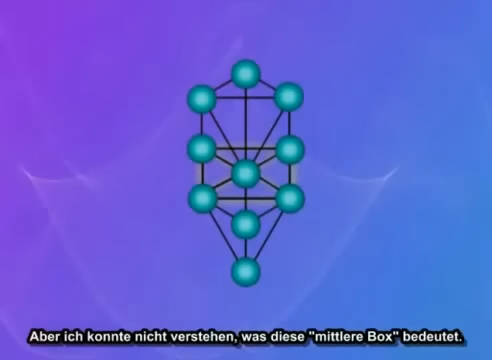 Aber ich konnte nicht verstehen, was diese "mittlere Box" bedeutet.